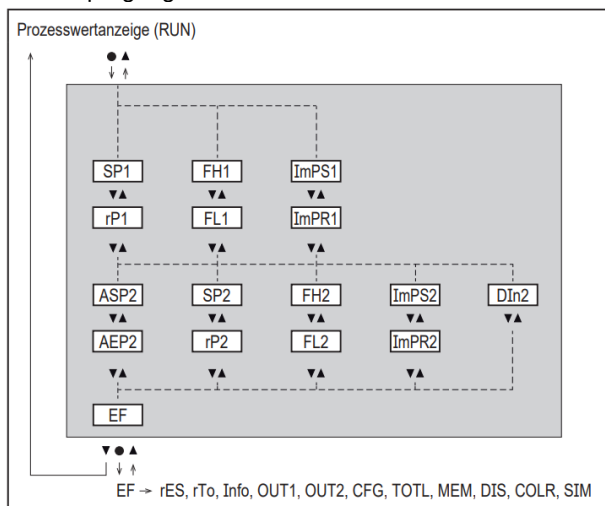 Prozesswertanzeige (RUN)
SP1 FH1 ImPS1
rP1 FL1 ImPR1
ASP2 SP2 FH2 ImPS2 DIn2
AEP2 rP2 FL2 ImPR2
EF
EF → rES, rTo, Info, OUT1, OUT2, CFG, TOTL, MEM, DIS, COLR, SIM